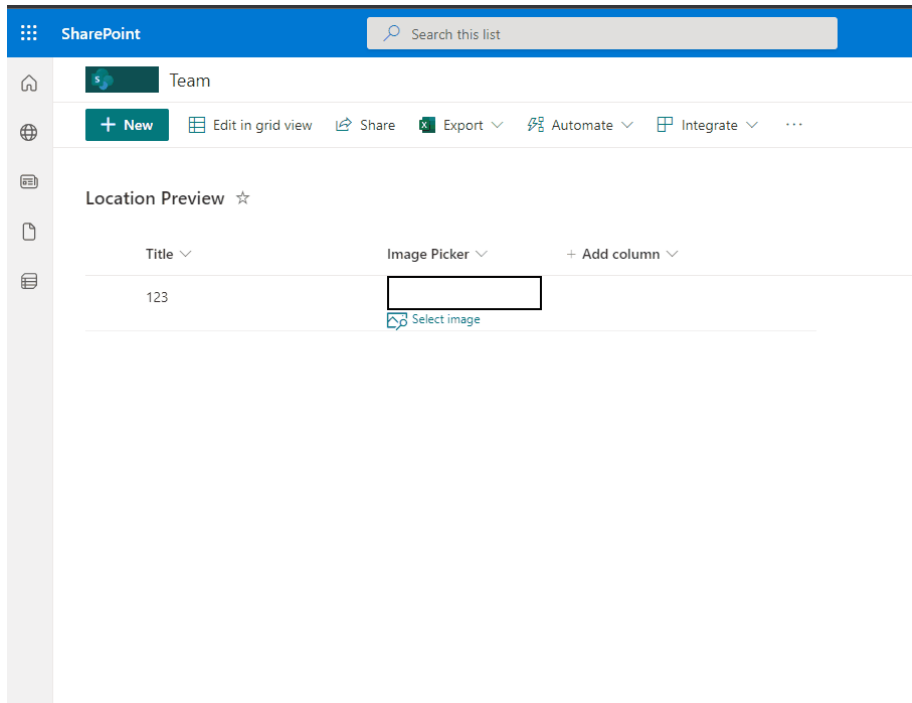 SharePoint
Search this list
S
Team
+ New
Edit in grid view
Share
Export
Automate
Integrate
...
Location Preview
Title
Image Picker
+ Add column
123
Select image